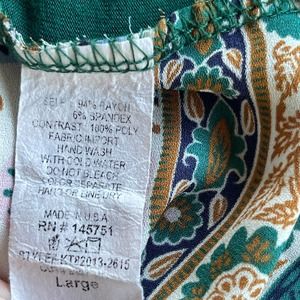 SELF: 94% RAYON
6% SPANDEX
CONTRAST: 100% POLY
FABRIC IMPORT
HAND WASH
WITH COLD WATER
DO NOT BLEACH
COLOR SEPARATE
HANG OR LINE DRY
MADE IN U.S.A
RN # 145751
Large